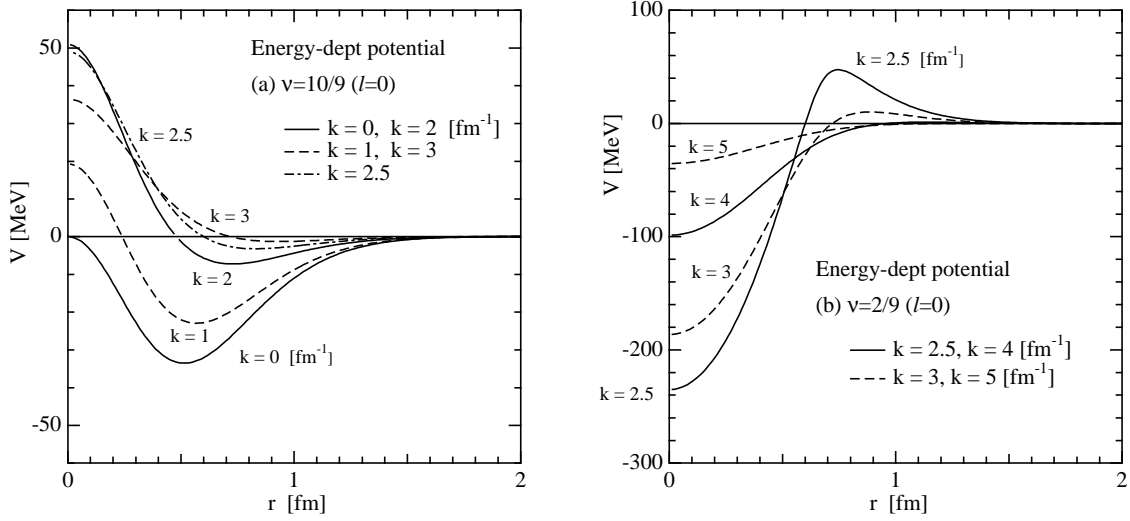 50
0
-50
V [MeV]
Energy-dept potential
(a) ν=10/9 (l=0)
k = 0, k = 2 [fm⁻¹]
k = 1, k = 3
k = 2.5
k = 2.5
k = 3
k = 2
k = 1
k = 0 [fm⁻¹]
0
1
2
r [fm]
100
0
-100
-200
-300
V [MeV]
k = 2.5 [fm⁻¹]
k = 5
k = 4
k = 3
k = 2.5
Energy-dept potential
(b) ν=2/9 (l=0)
k = 2.5, k = 4 [fm⁻¹]
k = 3, k = 5 [fm⁻¹]
0
1
2
r [fm]